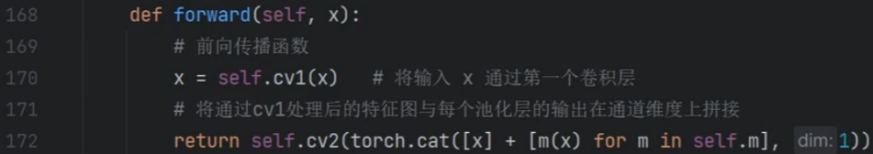 168 def forward(self, x):
169 # 前向传播函数
170 x = self.cv1(x) # 将输入 x 通过第一个卷积层
171 # 将通过cv1处理后的特征图与每个池化层的输出在通道维度上拼接
172 return self.cv2(torch.cat([x] + [m(x) for m in self.m], dim: 1))